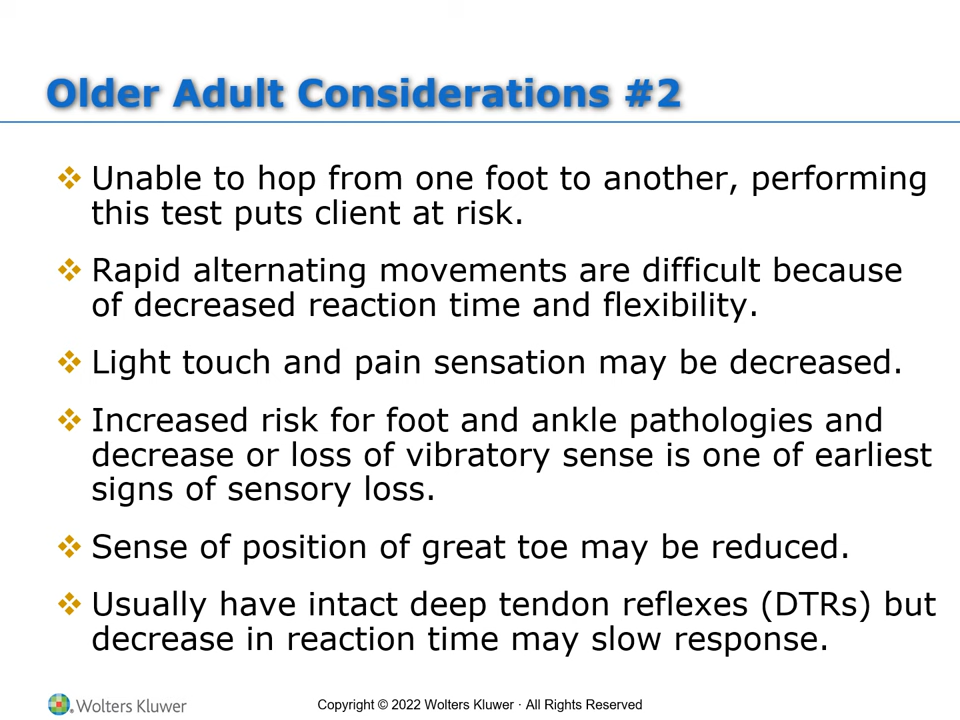 Older Adult Considerations #2
❖ Unable to hop from one foot to another, performing
this test puts client at risk.
❖ Rapid alternating movements are difficult because
of decreased reaction time and flexibility.
❖ Light touch and pain sensation may be decreased.
❖ Increased risk for foot and ankle pathologies and
decrease or loss of vibratory sense is one of earliest
signs of sensory loss.
❖ Sense of position of great toe may be reduced.
❖ Usually have intact deep tendon reflexes (DTRs) but
decrease in reaction time may slow response.
Wolters Kluwer
Copyright © 2022 Wolters Kluwer · All Rights Reserved